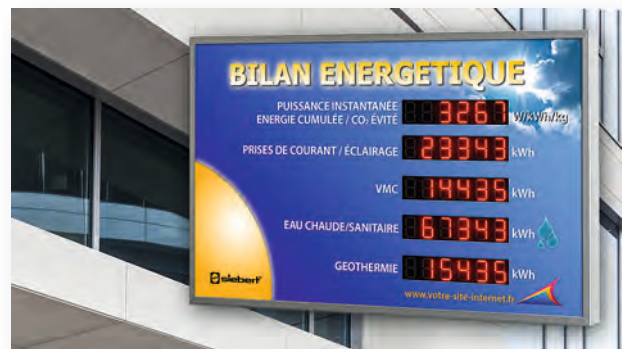 BILAN ENERGETIQUE
PUISSANCE INSTANTANÉE
ENERGIE CUMULÉE / CO₂ ÉVITÉ 3267 W/kWh/kg
PRISES DE COURANT / ÉCLAIRAGE 23343 kWh
VMC 14435 kWh
EAU CHAUDE/SANITAIRE 67343 kWh
GEOTHERMIE 15435 kWh
siebert
www.votre-site-internet.fr